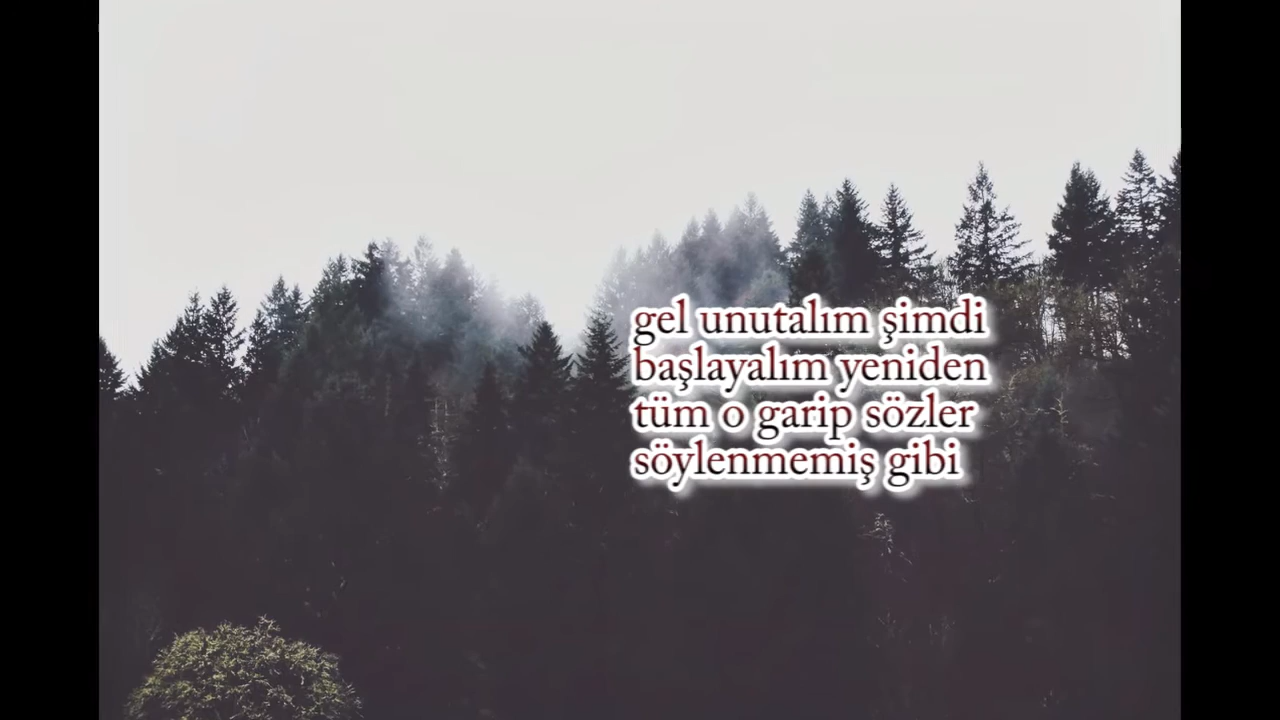 gel unutalım şimdi
başlayalım yeniden
tüm o garip sözler
söylenmemiş gibi